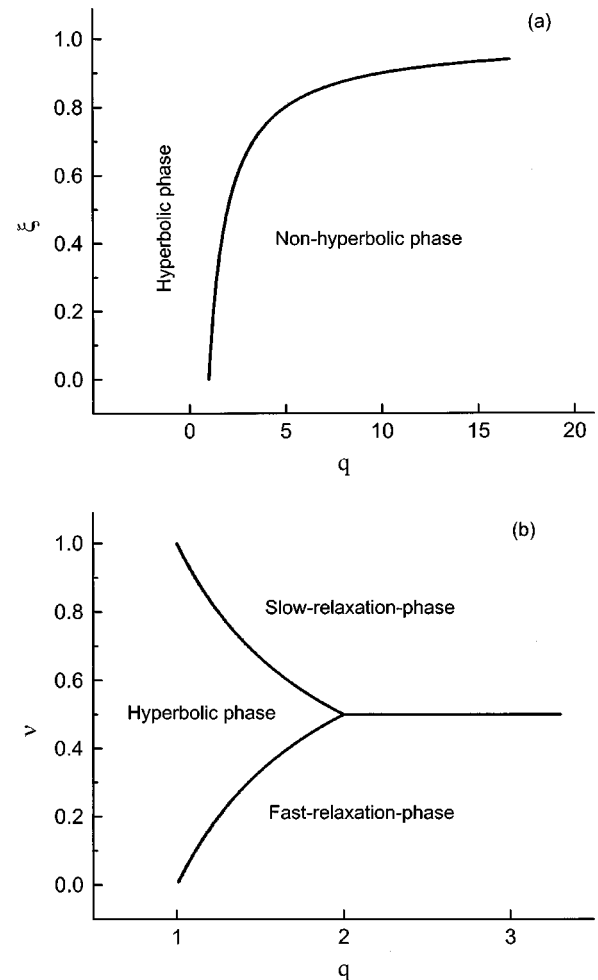 (a)
1.0
0.8
0.6
0.4
0.2
0.0
ξ
Hyperbolic phase
Non-hyperbolic phase
0 5 10 15 20
q
(b)
1.0
0.8
0.6
0.4
0.2
0.0
ν
Slow-relaxation-phase
Hyperbolic phase
Fast-relaxation-phase
1 2 3
q